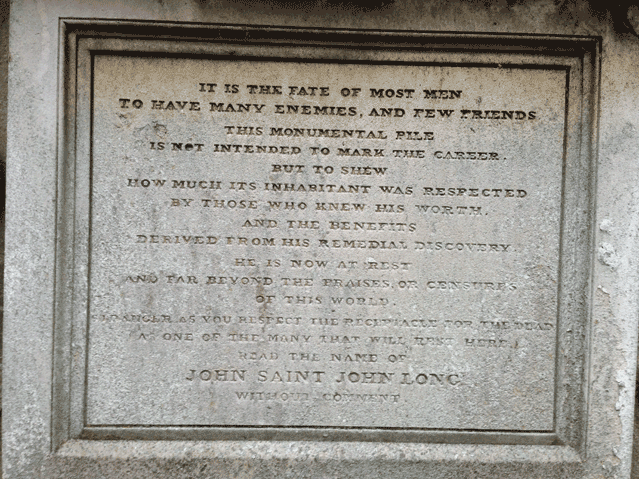 IT IS THE FATE OF MOST MEN
TO HAVE MANY ENEMIES, AND FEW FRIENDS
THIS MONUMENTAL PILE
IS NOT INTENDED TO MARK THE CAREER.
BUT TO SHEW
HOW MUCH ITS INHABITANT WAS RESPECTED
BY THOSE WHO KNEW HIS WORTH,
AND THE BENEFITS
DERIVED FROM HIS REMEDIAL DISCOVERY.
HE IS NOW AT REST
AND FAR BEYOND THE PRAISES, OR CENSURES
OF THIS WORLD.
STRANGER AS YOU RESPECT THE RECEPTACLE FOR THE DEAD
(AS ONE OF THE MANY THAT WILL REST HERE.)
READ THE NAME OF
JOHN SAINT JOHN LONG
WITHOUT COMMENT